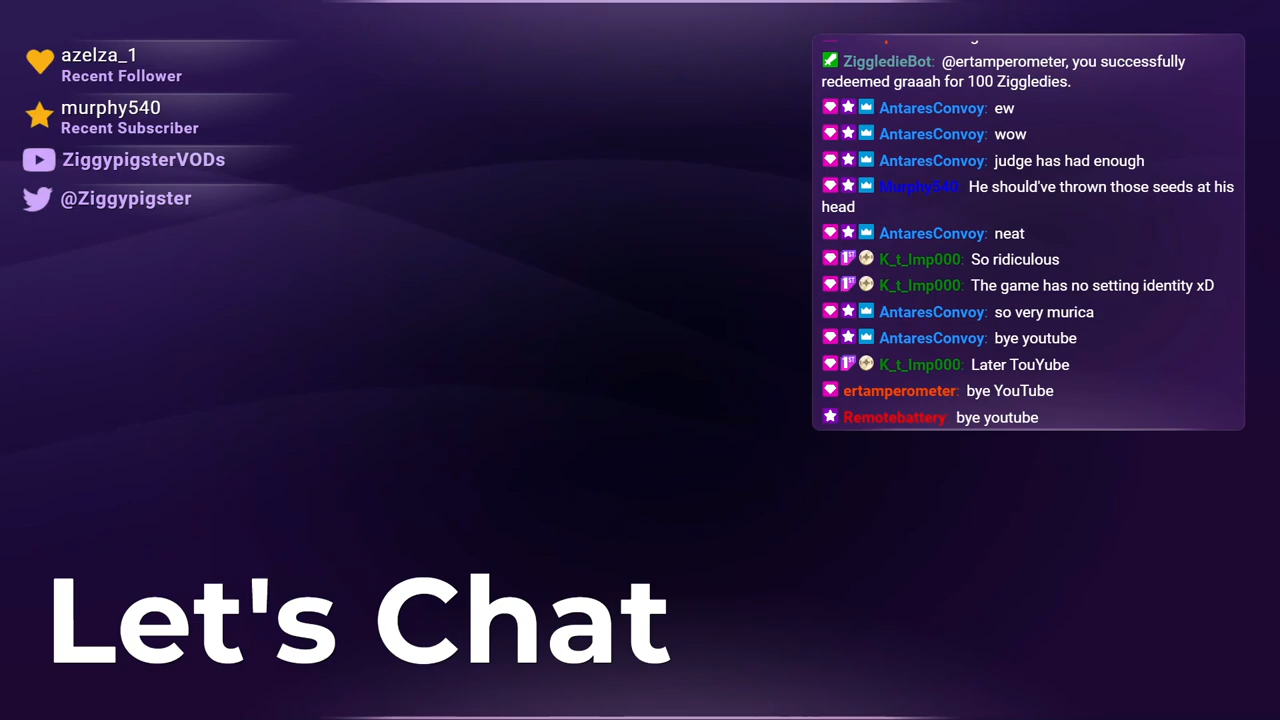 azelza_1
Recent Follower
murphy540
Recent Subscriber
ZiggypigsterVODs
@Ziggypigster
ZiggledieBot: @ertamperometer, you successfully
redeemed graaah for 100 Ziggledies.
AntaresConvoy: ew
AntaresConvoy: wow
AntaresConvoy: judge has had enough
Murphy540: He should've thrown those seeds at his
head
AntaresConvoy: neat
K_t_Imp000: So ridiculous
K_t_Imp000: The game has no setting identity xD
AntaresConvoy: so very murica
AntaresConvoy: bye youtube
K_t_Imp000: Later TouYube
ertamperometer: bye YouTube
Remotebattery: bye youtube
Let's Chat